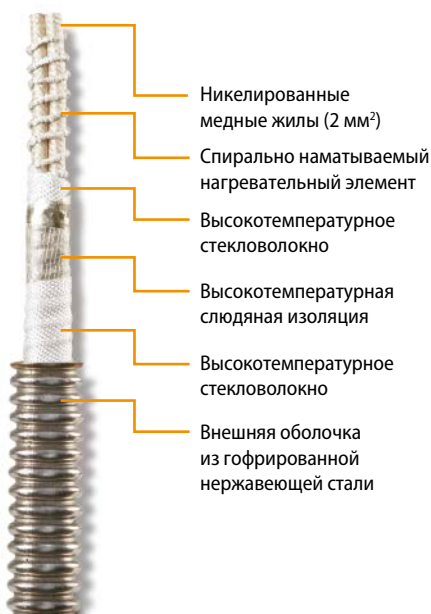 Никелированные
медные жилы (2 мм²)
Спирально наматываемый
нагревательный элемент
Высокотемпературное
стекловолокно
Высокотемпературная
слюдяная изоляция
Высокотемпературное
стекловолокно
Внешняя оболочка
из гофрированной
нержавеющей стали